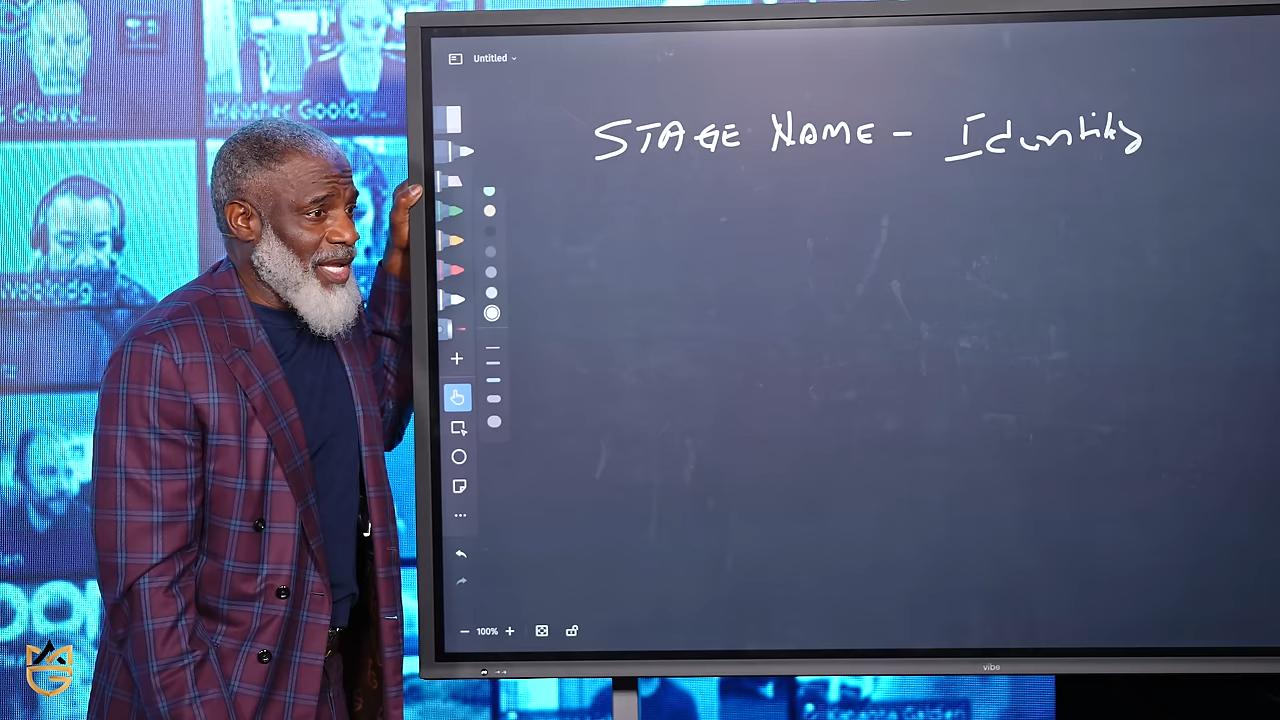 Heather Goold, ...
Untitled
STAGE NAME - Identity
100%
vibe